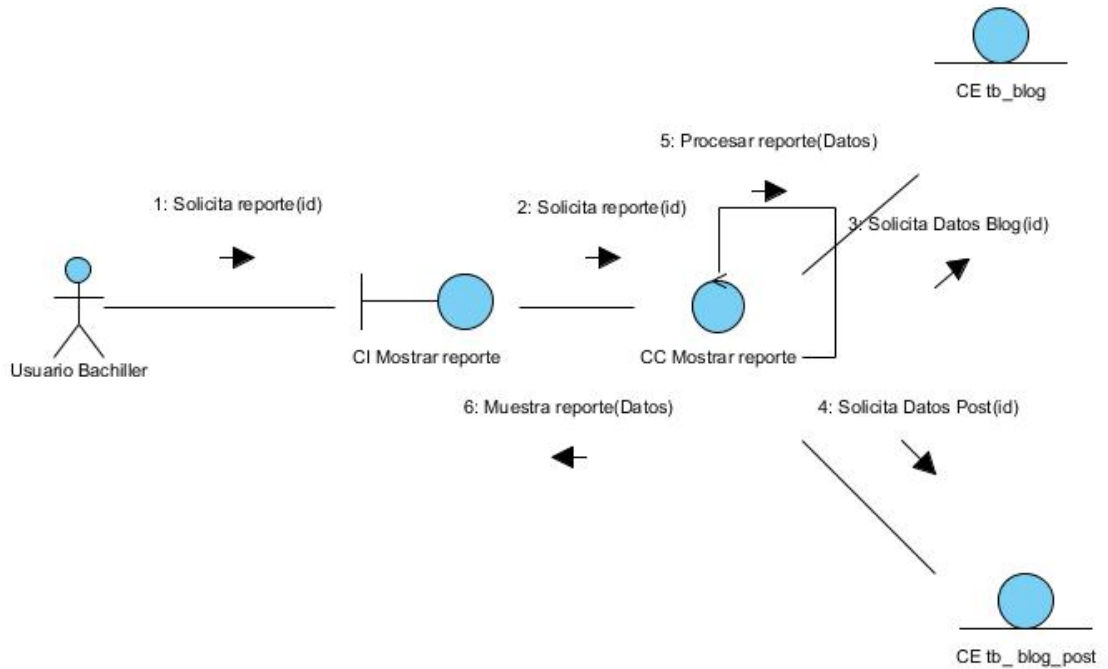 CE tb_blog
5: Procesar reporte(Datos)
1: Solicita reporte(id)
2: Solicita reporte(id)
3: Solicita Datos Blog(id)
Usuario Bachiller
CI Mostrar reporte
CC Mostrar reporte
6: Muestra reporte(Datos)
4: Solicita Datos Post(id)
CE tb_ blog_post